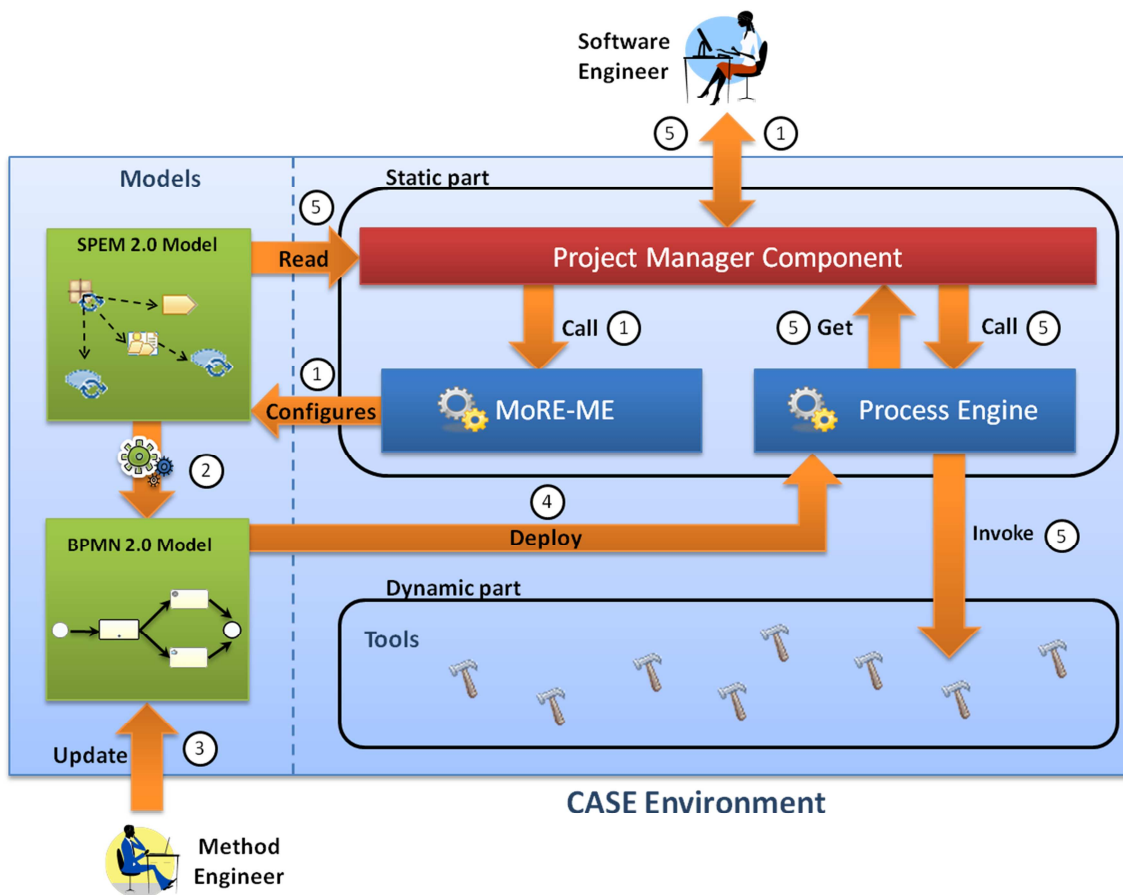 Software
Engineer
5
1
Models
Static part
SPEM 2.0 Model
5
Read
Project Manager Component
Call 1
5 Get
Call 5
1
Configures
MoRE-ME
Process Engine
2
4
Deploy
BPMN 2.0 Model
Invoke 5
Dynamic part
Tools
Update 3
CASE Environment
Method
Engineer